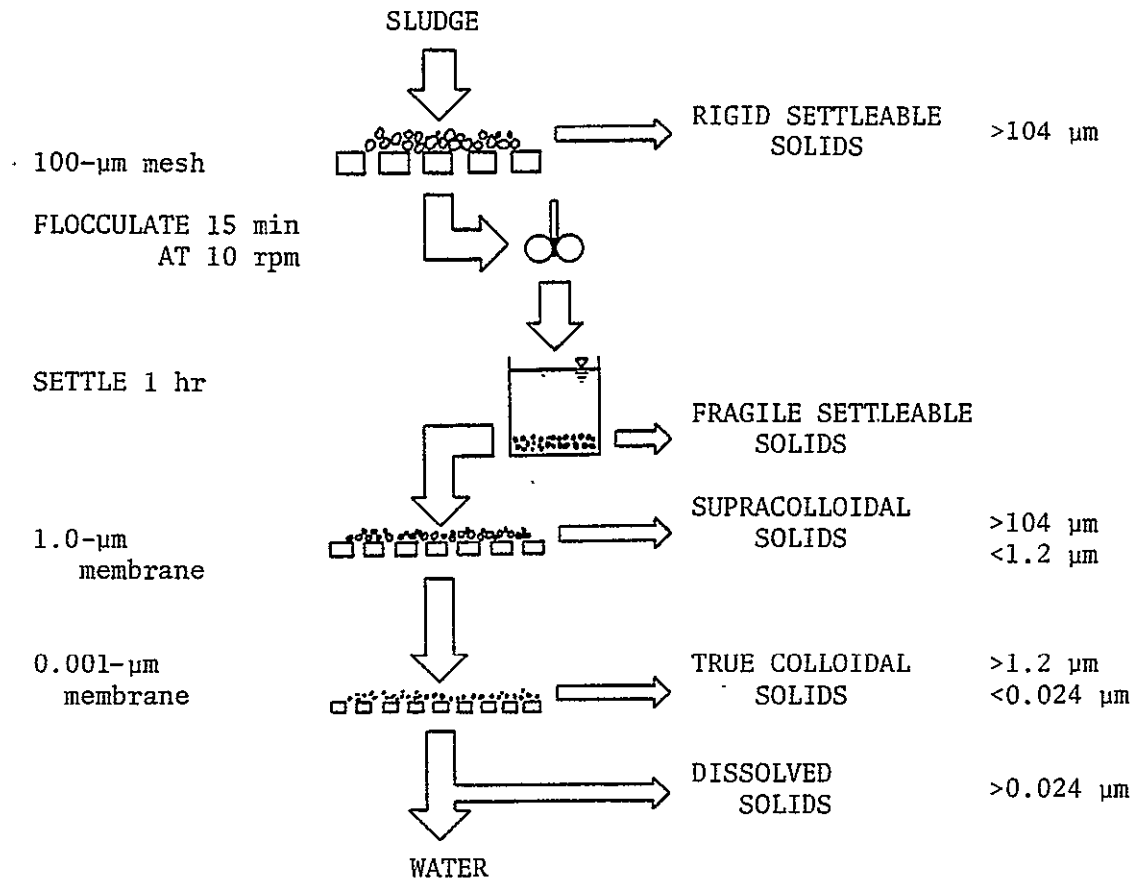 SLUDGE
RIGID SETTLEABLE
SOLIDS
>104 µm
100-µm mesh
FLOCCULATE 15 min
AT 10 rpm
SETTLE 1 hr
FRAGILE SETTLEABLE
SOLIDS
SUPRACOLLOIDAL
SOLIDS
>104 µm
<1.2 µm
1.0-µm
membrane
0.001-µm
membrane
TRUE COLLOIDAL
SOLIDS
>1.2 µm
<0.024 µm
DISSOLVED
SOLIDS
>0.024 µm
WATER